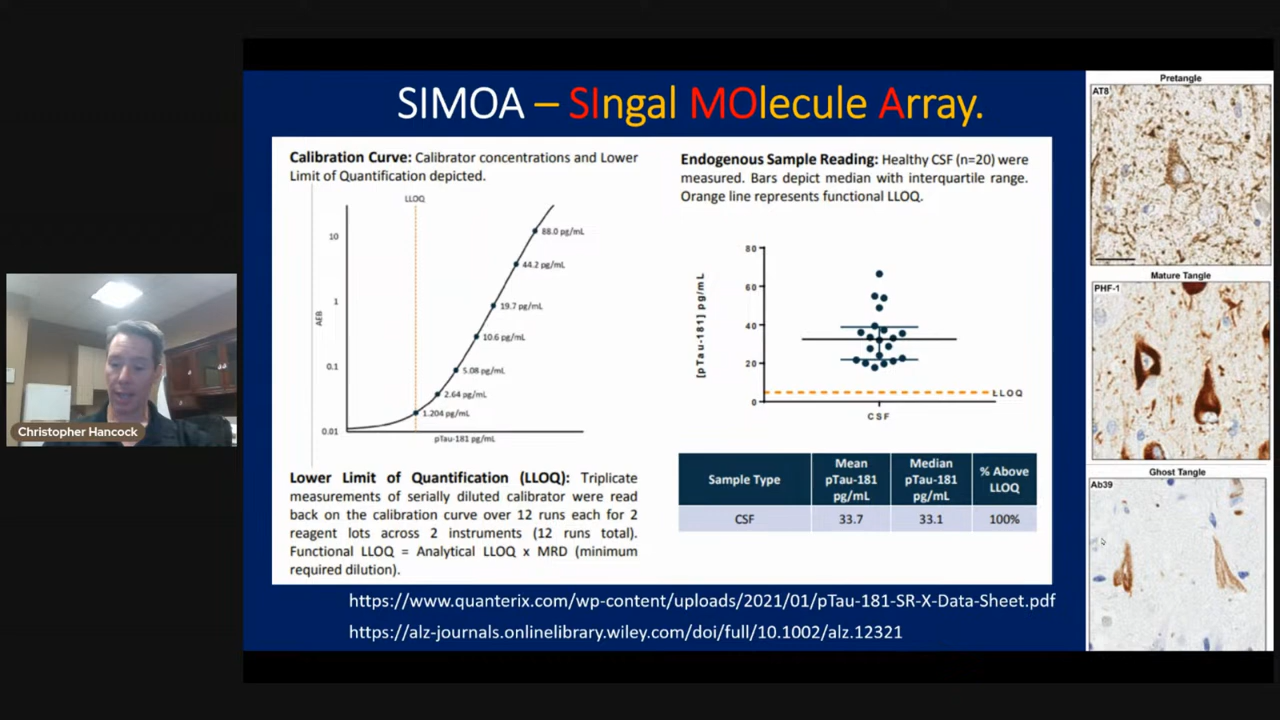 SIMOA – SIngal MOlecule Array.
Calibration Curve: Calibrator concentrations and Lower
Limit of Quantification depicted.
LLOQ
10
1
0.1
0.01
AEB
88.0 pg/mL
44.2 pg/mL
19.7 pg/mL
10.6 pg/mL
5.08 pg/mL
2.64 pg/mL
1.204 pg/mL
pTau-181 pg/mL
Lower Limit of Quantification (LLOQ): Triplicate
measurements of serially diluted calibrator were read
back on the calibration curve over 12 runs each for 2
reagent lots across 2 instruments (12 runs total).
Functional LLOQ = Analytical LLOQ x MRD (minimum
required dilution).
Endogenous Sample Reading: Healthy CSF (n=20) were
measured. Bars depict median with interquartile range.
Orange line represents functional LLOQ.
[pTau-181] pg/mL
80
60
40
20
0
LLOQ
CSF
Sample Type
Mean
pTau-181
pg/mL
Median
pTau-181
pg/mL
% Above
LLOQ
CSF 33.7 33.1 100%
https://www.quanterix.com/wp-content/uploads/2021/01/pTau-181-SR-X-Data-Sheet.pdf
https://alz-journals.onlinelibrary.wiley.com/doi/full/10.1002/alz.12321
Pretangle
AT8
Mature Tangle
PHF-1
Ghost Tangle
Ab39
Christopher Hancock